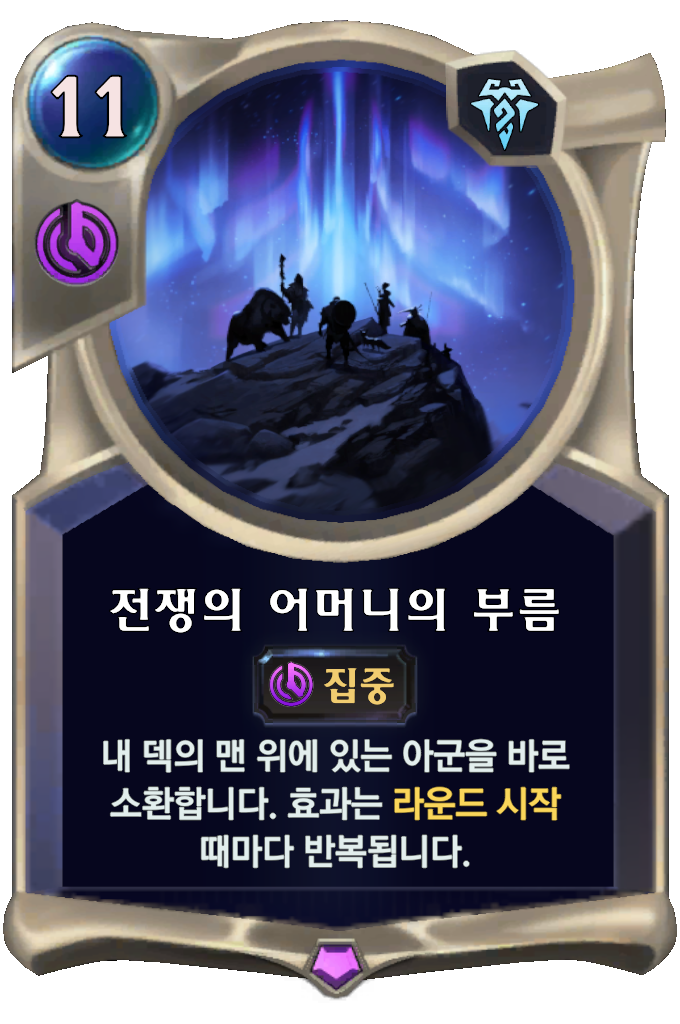 11
전쟁의 어머니의 부름
집중
내 덱의 맨 위에 있는 아군을 바로
소환합니다. 효과는 라운드 시작
때마다 반복됩니다.